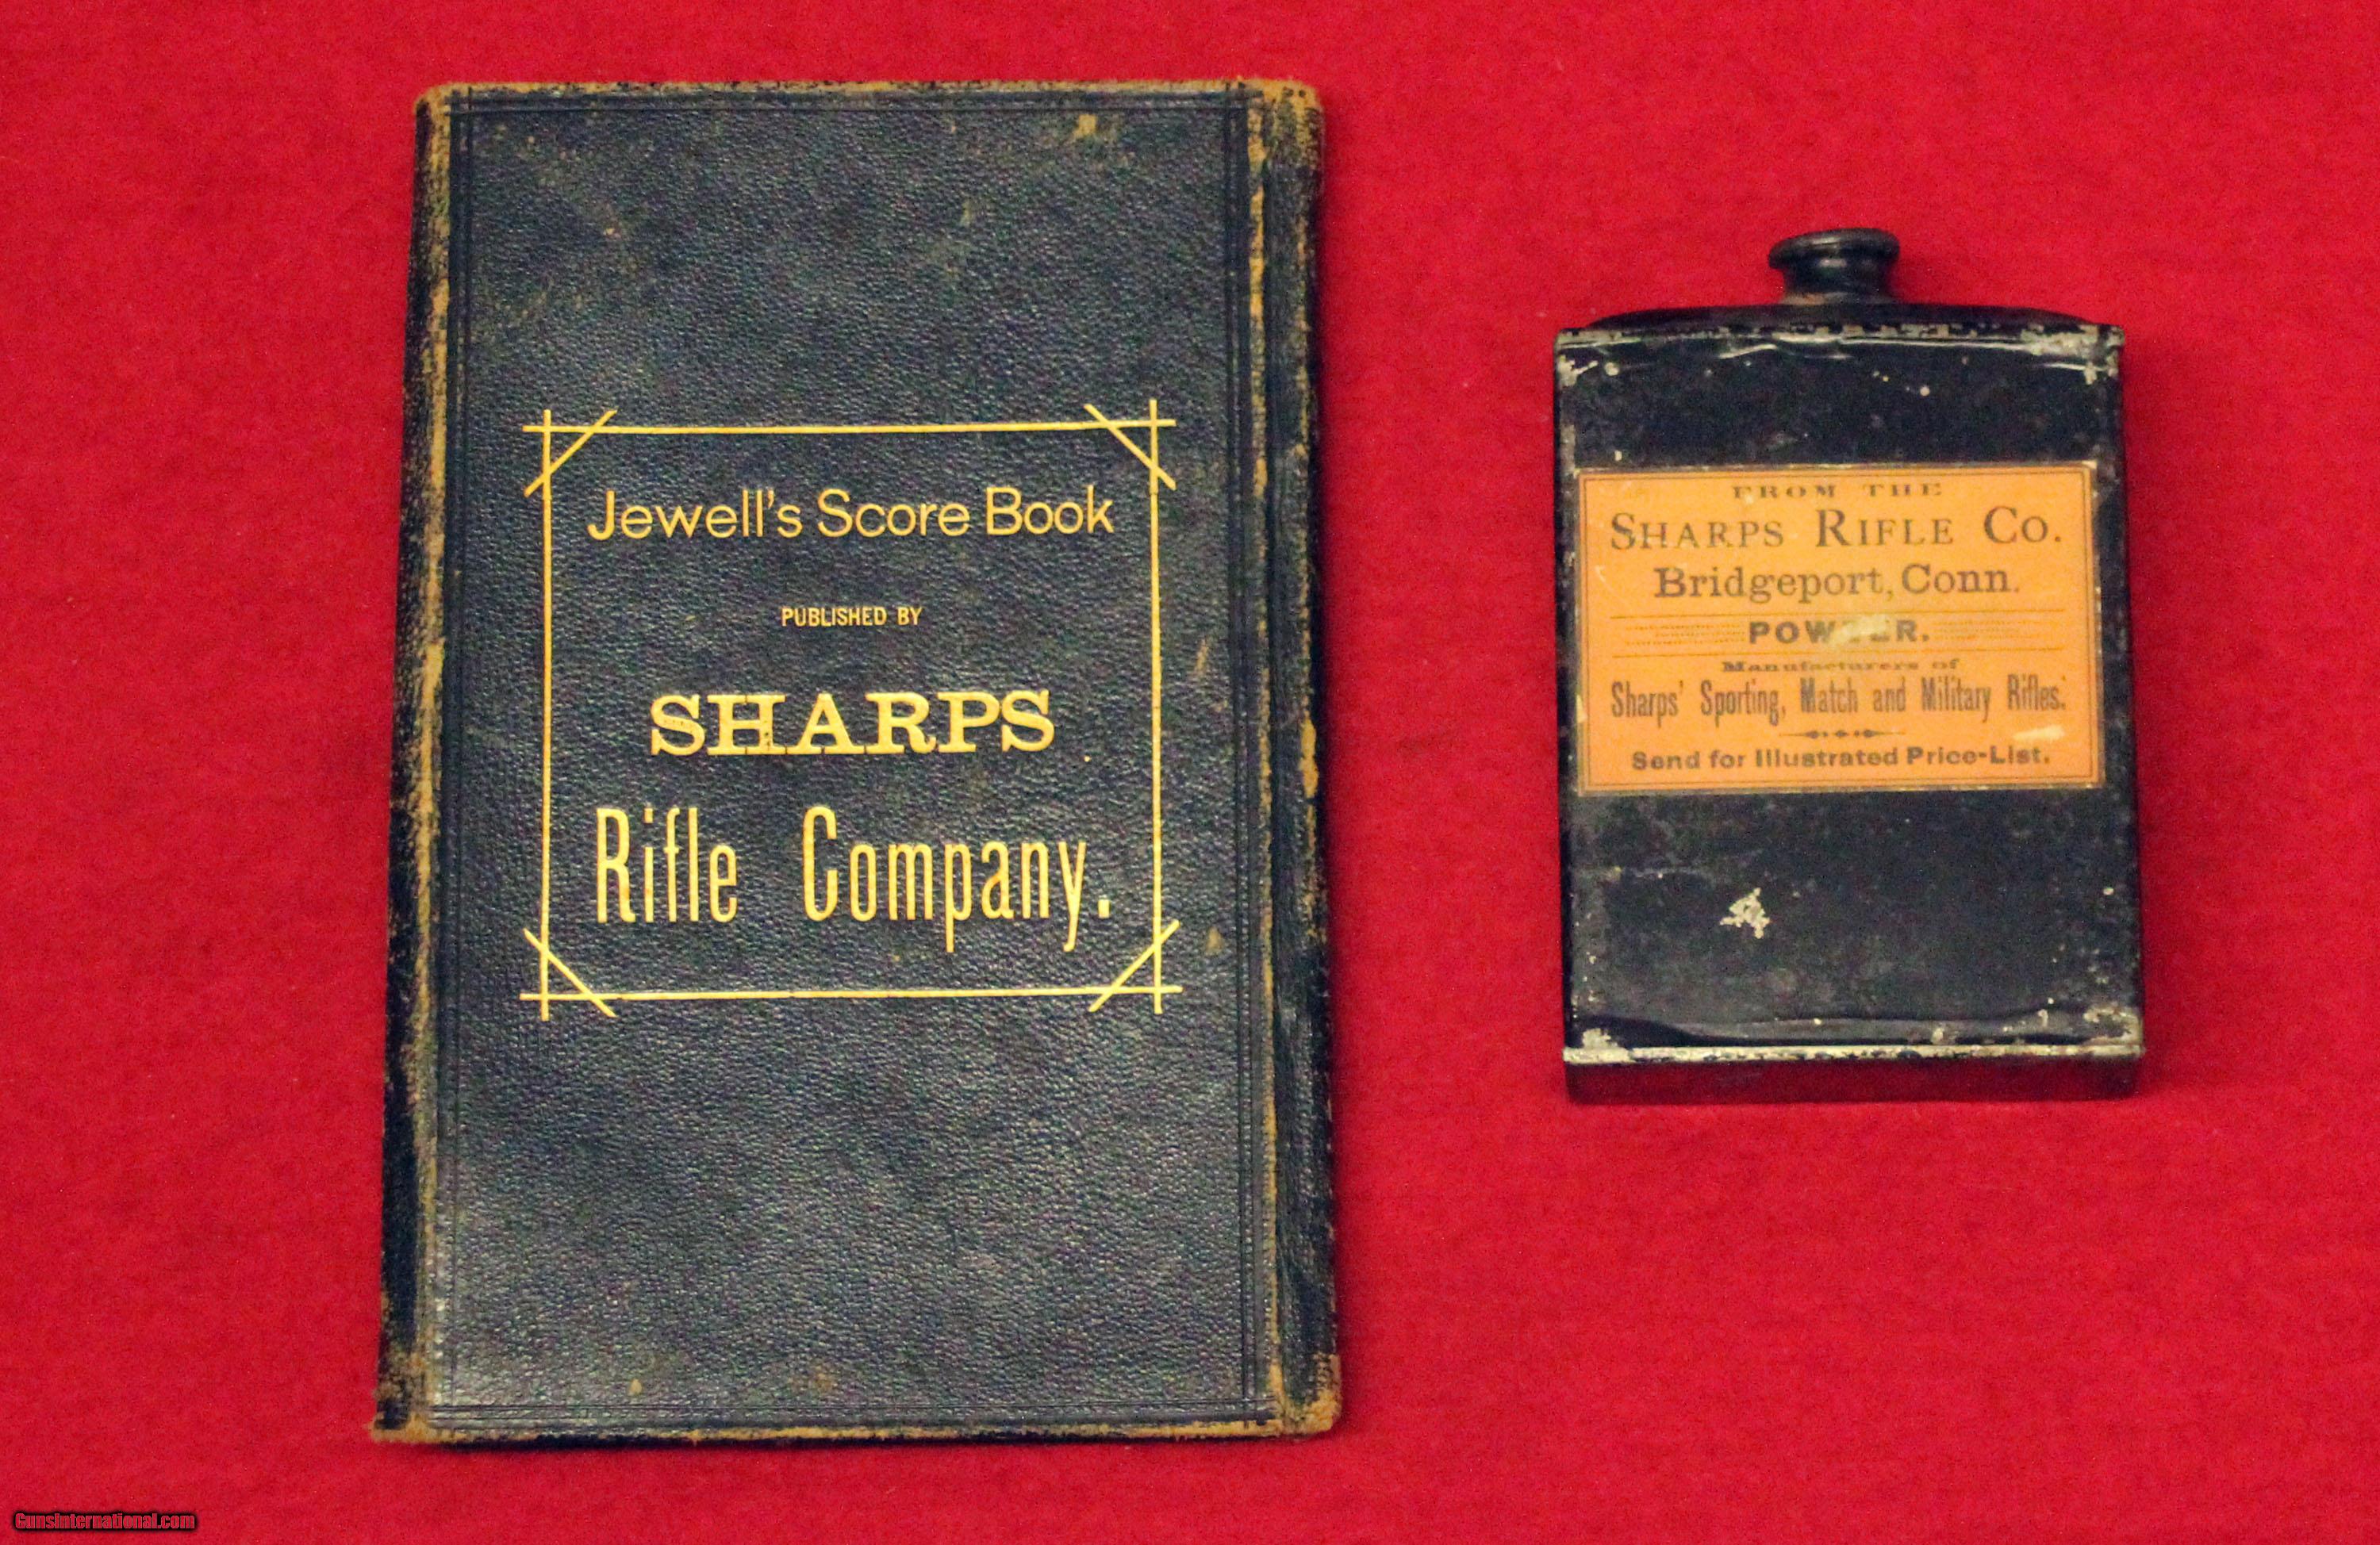 Jewell's Score Book
PUBLISHED BY
SHARPS
Rifle Company.
FROM THE
SHARPS RIFLE CO.
Bridgeport, Conn.
POWDER.
Manufacturers of
Sharps' Sporting, Match and Military Rifles.
Send for Illustrated Price-List.
GunsInternational.com